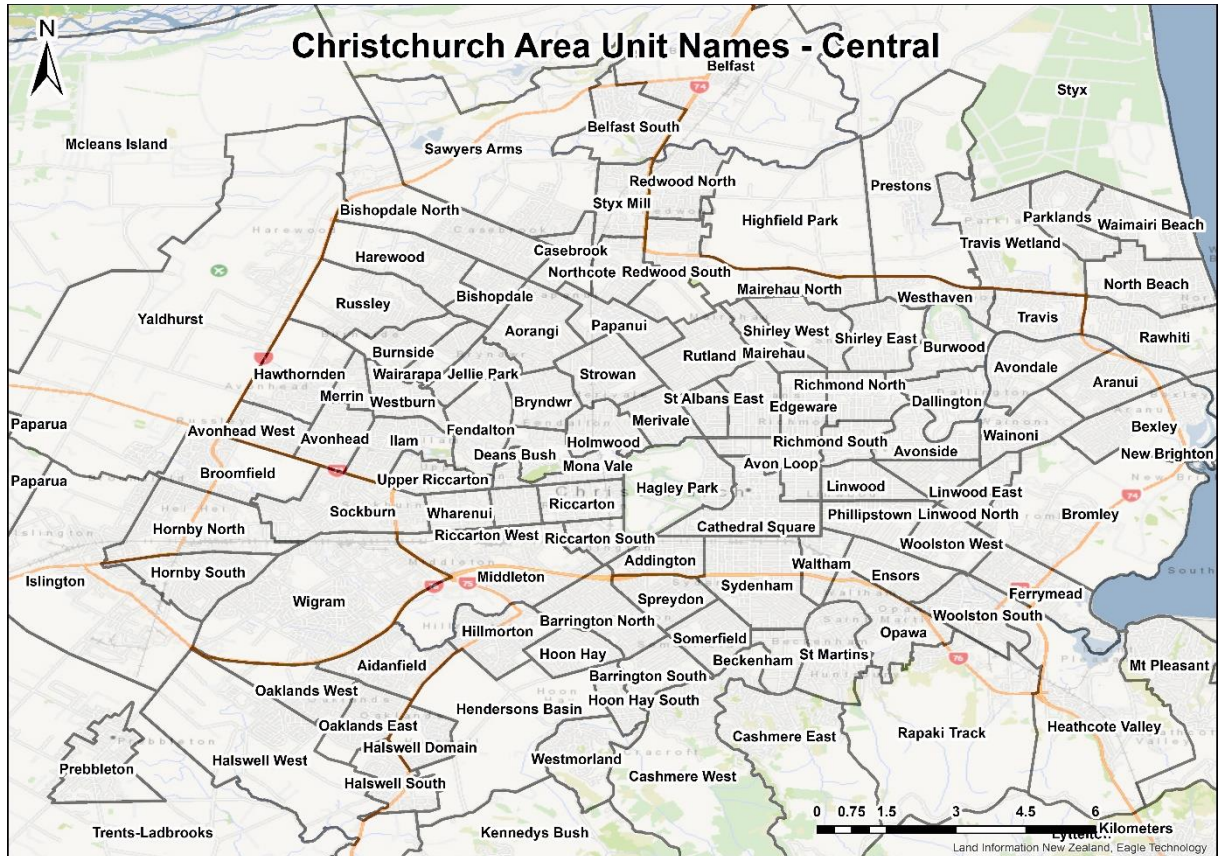 N
Christchurch Area Unit Names - Central
Belfast
74
Styx
Belfast South
Mcleans Island
Sawyers Arms
Redwood North
Prestons
Styx Mill
Bishopdale North
Highfield Park
Parklands
Waimairi Beach
Harewood
Casebrook
Travis Wetland
Northcote
Redwood South
Bishopdale
Mairehau North
North Beach
Russley
Westhaven
Yaldhurst
Aorangi
Papanui
Travis
Shirley West
Shirley East
Rawhiti
Burnside
Rutland
Mairehau
Burwood
Hawthornden
Wairarapa
Jellie Park
Strowan
Avondale
Merrin
Westburn
Richmond North
Aranui
Bryndwr
St Albans East
Edgeware
Dallington
Paparua
Merivale
Avonhead West
Avonhead
Ilam
Fendalton
Holmwood
Richmond South
Wainoni
Bexley
Deans Bush
Avonside
New Brighton
Mona Vale
Avon Loop
Broomfield
Paparua
Upper Riccarton
Hagley Park
Linwood
Linwood East
74
Riccarton
Sockburn
Wharenui
Phillipstown
Linwood North
Bromley
Hornby North
Cathedral Square
Riccarton West
Riccarton South
Woolston West
Addington
Waltham
Hornby South
Islington
Middleton
Ensors
75
Sydenham
Wigram
Spreydon
Ferrymead
Barrington North
Woolston South
Hillmorton
Somerfield
Opawa
Hoon Hay
St Martins
76
Aidanfield
Beckenham
Mt Pleasant
Barrington South
Oaklands West
Hoon Hay South
Hendersons Basin
Oaklands East
Cashmere East
Rapaki Track
Heathcote Valley
Halswell Domain
Halswell West
Westmorland
Prebbleton
Halswell South
Cashmere West
0 0.75 1.5 3 4.5 6
Kilometers
Trents-Ladbrooks
Kennedys Bush
Land Information New Zealand, Eagle Technology